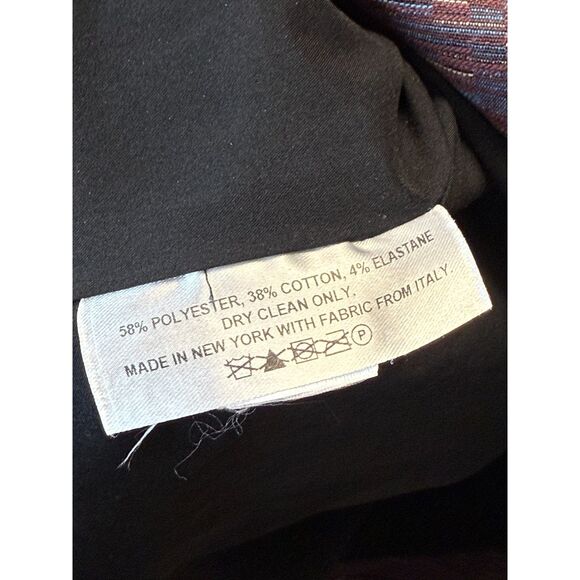 58% POLYESTER, 38% COTTON, 4% ELASTANE
DRY CLEAN ONLY.
MADE IN NEW YORK WITH FABRIC FROM ITALY.
P